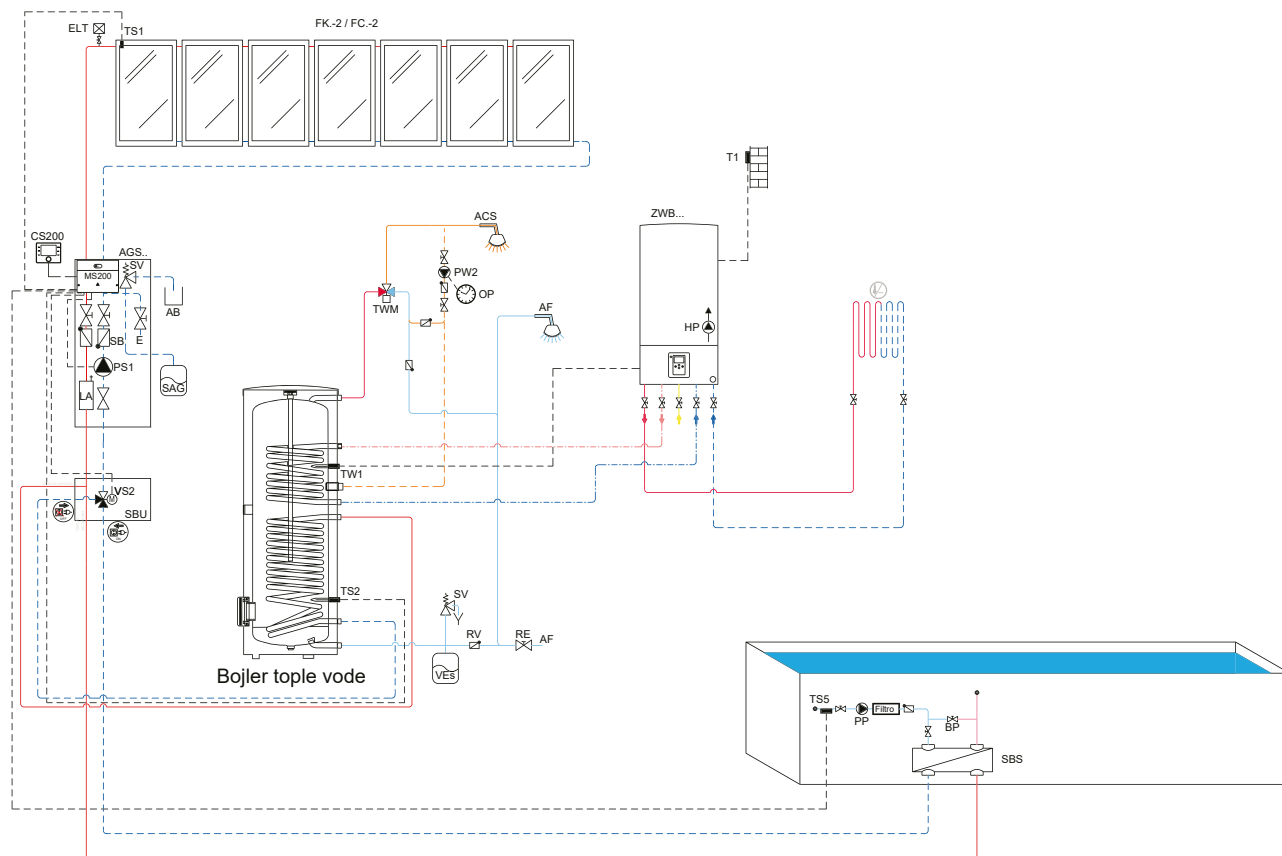 FK.-2 / FC.-2
ELT
TS1
T1
ACS
ZWB...
CS200
AGS..
MS200
SV
PW2
OP
AB
TWM
AF
E
SB
HP
PS1
SAG
LA
TW1
VS2
M
SBU
TS2
SV
RV
RE
AF
VEs
Bojler tople vode
TS5
PP
Filtro
BP
SBS